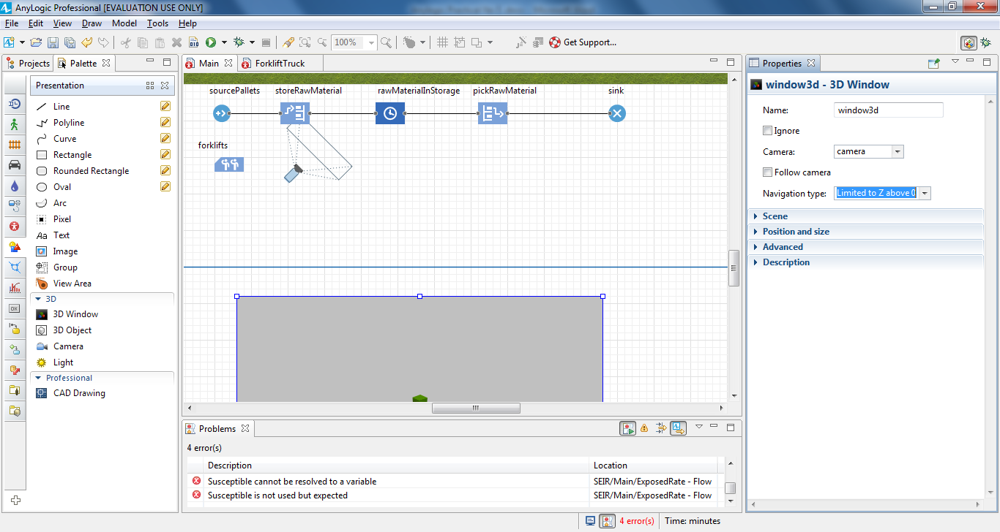 AnyLogic Professional [EVALUATION USE ONLY]
File Edit View Draw Model Tools Help
100% Get Support...
Projects Palette
Main ForkliftTruck
Properties
Presentation
Line
Polyline
Curve
Rectangle
Rounded Rectangle
Oval
Arc
Pixel
Aa Text
Image
Group
View Area
3D
3D Window
3D Object
Camera
Light
Professional
CAD Drawing
OK
sourcePallets storeRawMaterial rawMaterialInStorage pickRawMaterial sink
forklifts
window3d - 3D Window
Name: window3d
Ignore
Camera: camera
Follow camera
Navigation type: Limited to Z above 0
Scene
Position and size
Advanced
Description
Problems
4 error(s)
Description Location
Susceptible cannot be resolved to a variable SEIR/Main/ExposedRate - Flow
Susceptible is not used but expected SEIR/Main/ExposedRate - Flow
4 error(s) Time: minutes